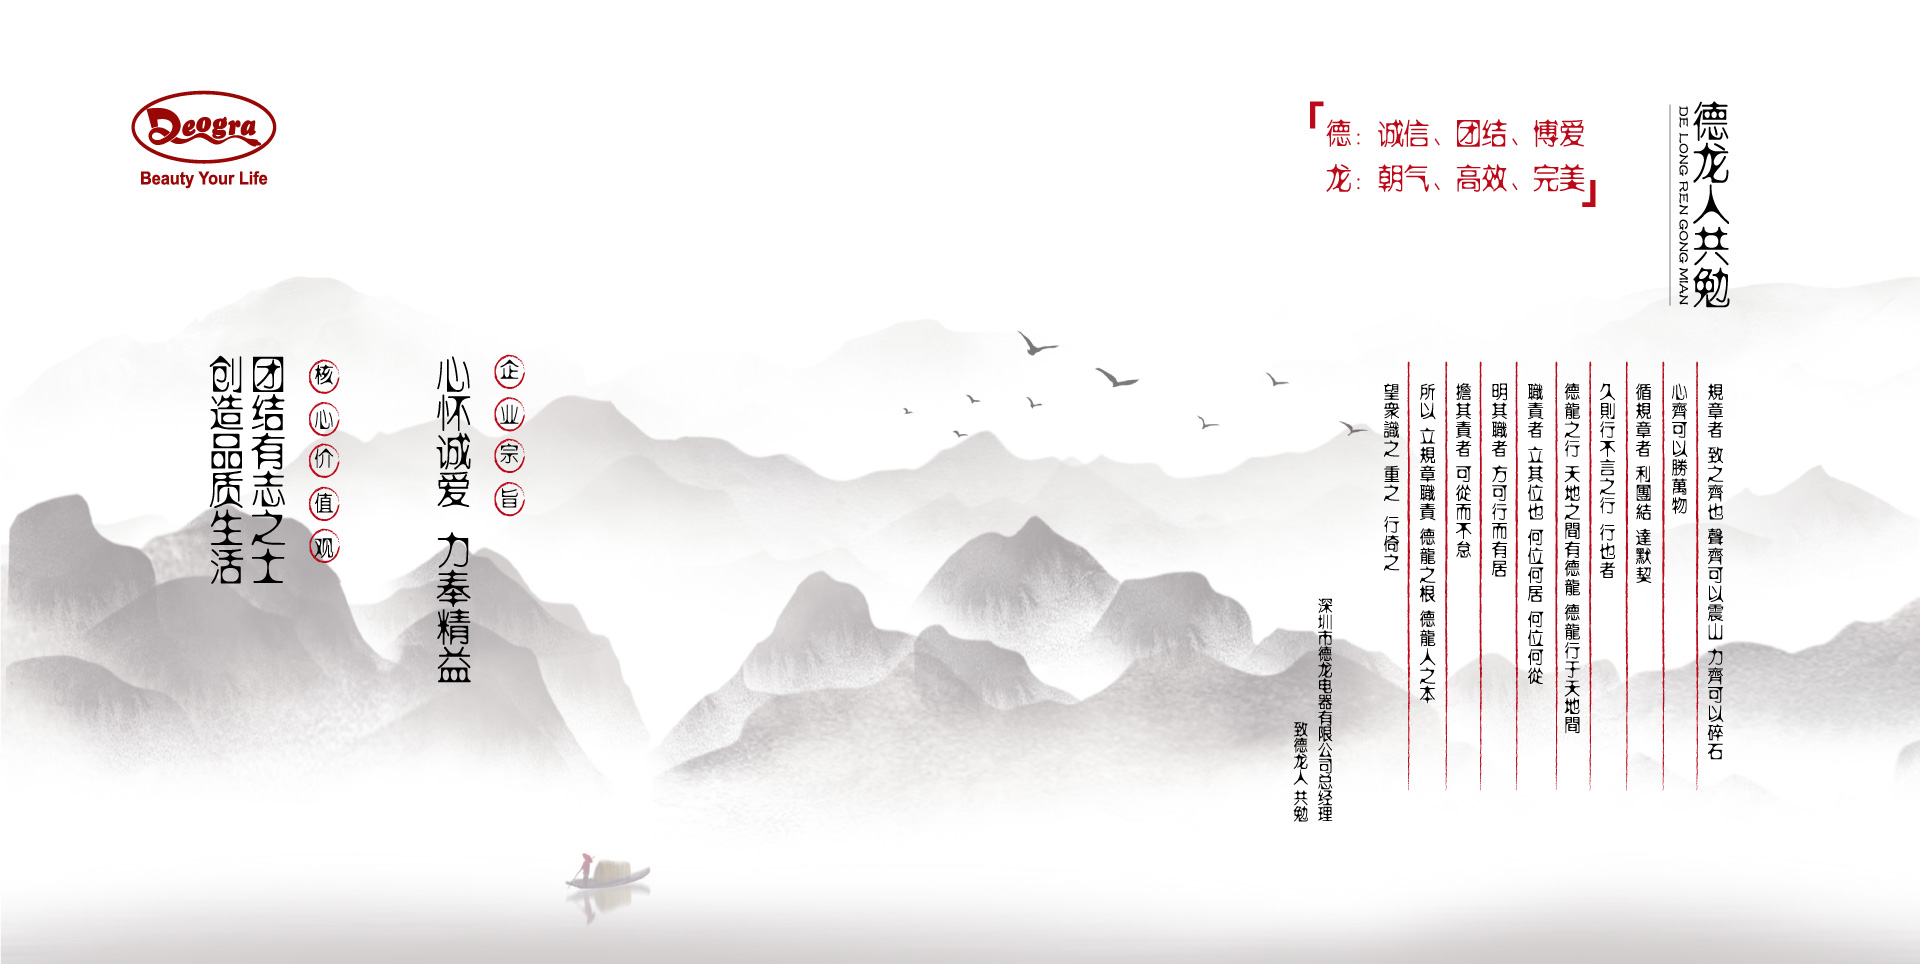 Deogra
Beauty Your Life
德龙人共勉
DE LONG REN GONG MIAN
德：诚信、团结、博爱
龙：朝气、高效、完美
規章者 致之齊也 聲齊可以震山 力齊可以碎石
心齊可以勝萬物
循規章者 利團結 達默契
久則行不言之行 行也者
德龍之行 天地之間有德龍 德龍行于天地間
職責者 立其位也 何位何居 何位何從
明其職者 方可行而有居
擔其責者 可從而不怠
所以 立規章職責 德龍之根 德龍人之本
望衆識之 重之 行倚之
深圳市德龙电器有限公司总经理
致德龙人 共勉
企业宗旨
心怀诚爱 力奉精益
核心价值观
团结有志之士
创造品质生活